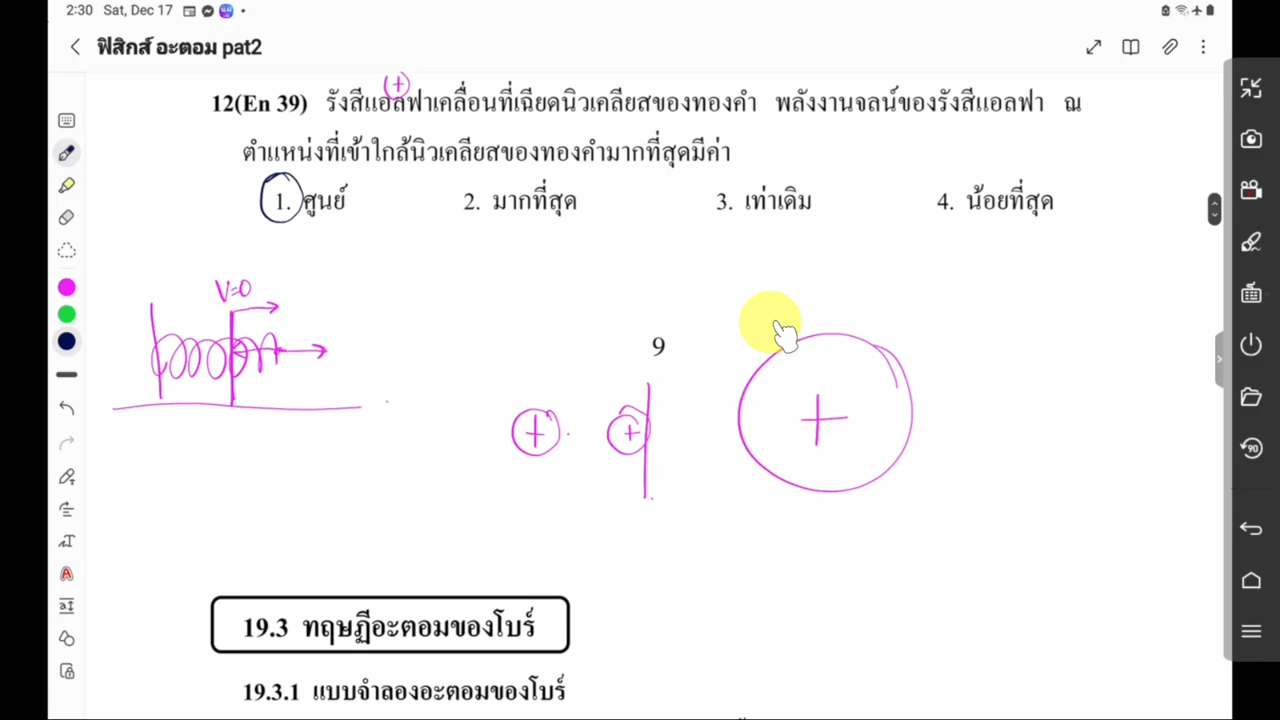 2:30 Sat, Dec 17
ฟิสิกส์ อะตอม pat2
12(En 39) รังสีแอลฟาเคลื่อนที่เฉียดนิวเคลียสของทองคำ พลังงานจลน์ของรังสีแอลฟา ณ
ตำแหน่งที่เข้าใกล้นิวเคลียสของทองคำมากที่สุดมีค่า
1. ศูนย์ 2. มากที่สุด 3. เท่าเดิม 4. น้อยที่สุด
V=0
9
+ + +
19.3 ทฤษฎีอะตอมของโบร์
19.3.1 แบบจำลองอะตอมของโบร์